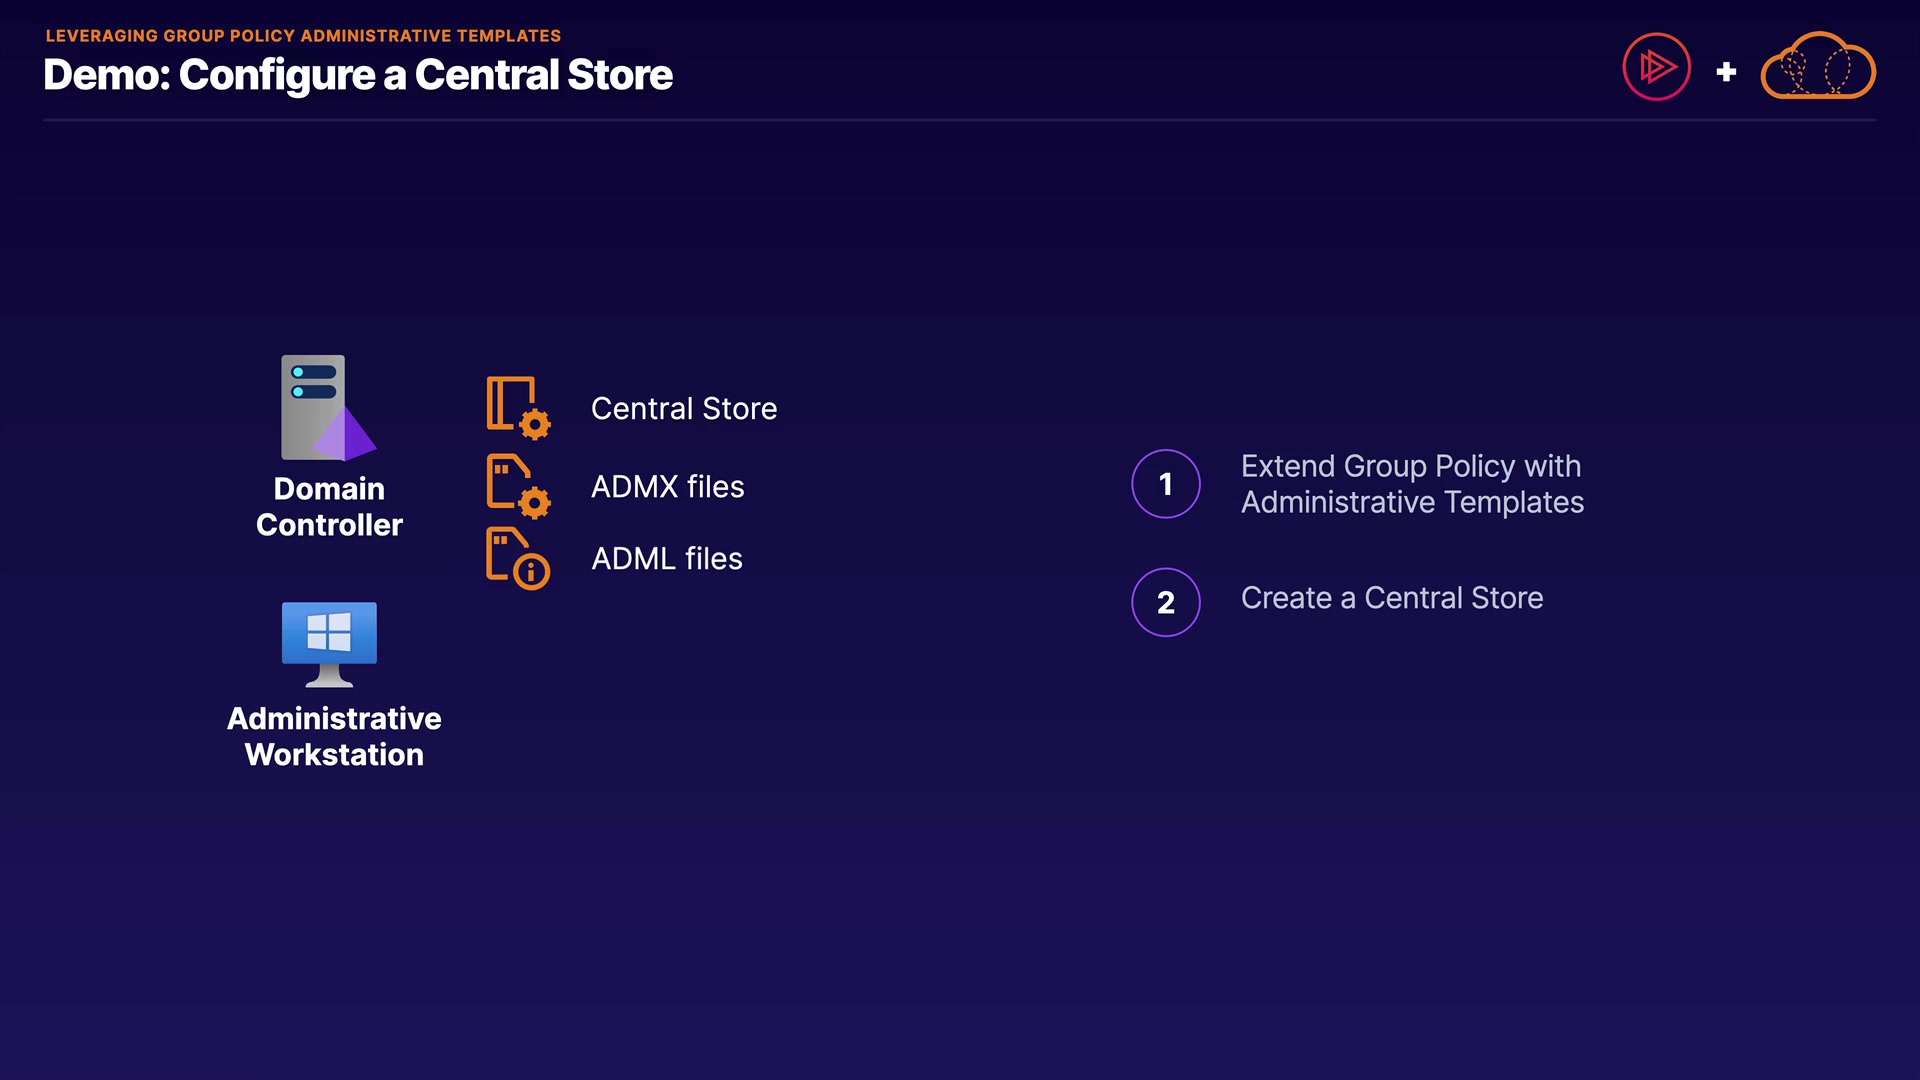 LEVERAGING GROUP POLICY ADMINISTRATIVE TEMPLATES
Demo: Configure a Central Store
+
Domain
Controller
Central Store
ADMX files
ADML files
Administrative
Workstation
1
Extend Group Policy with
Administrative Templates
2
Create a Central Store